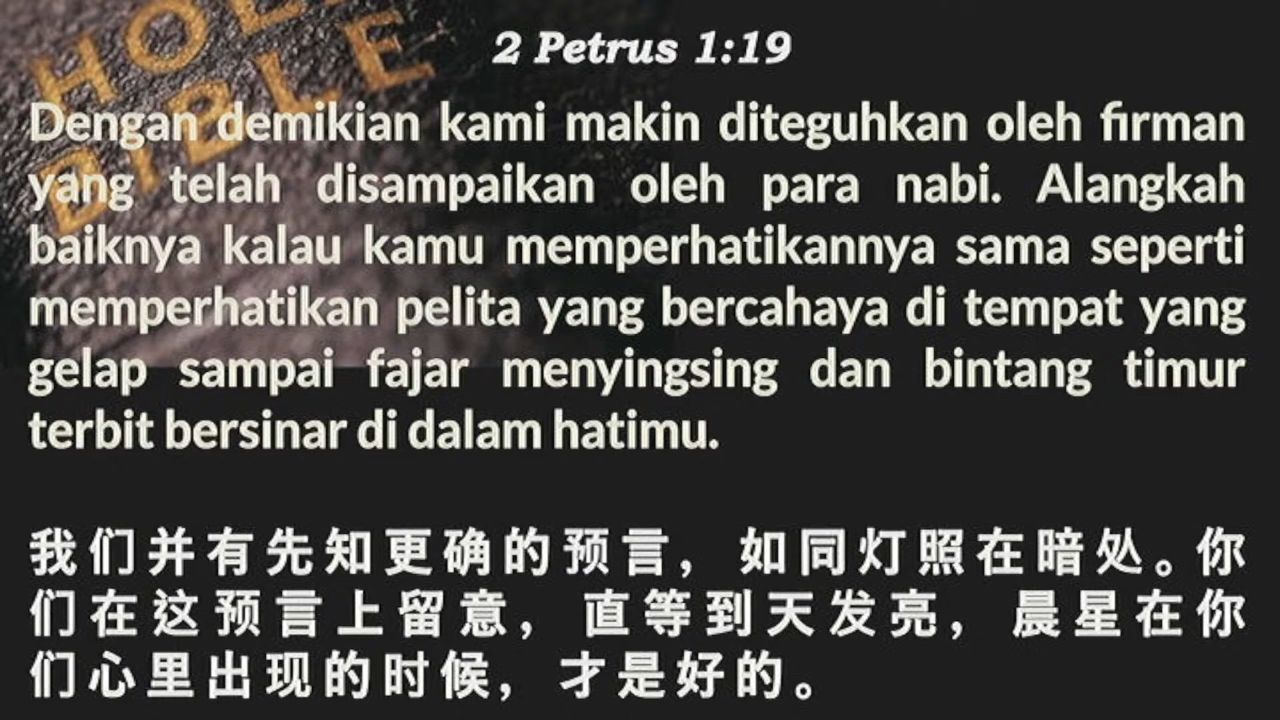 HOLY
BIBLE
2 Petrus 1:19
Dengan demikian kami makin diteguhkan oleh firman
yang telah disampaikan oleh para nabi. Alangkah
baiknya kalau kamu memperhatikannya sama seperti
memperhatikan pelita yang bercahaya di tempat yang
gelap sampai fajar menyingsing dan bintang timur
terbit bersinar di dalam hatimu.
我们并有先知更确的预言，如同灯照在暗处。你
们在这预言上留意，直等到天发亮，晨星在你
们心里出现的时候，才是好的。